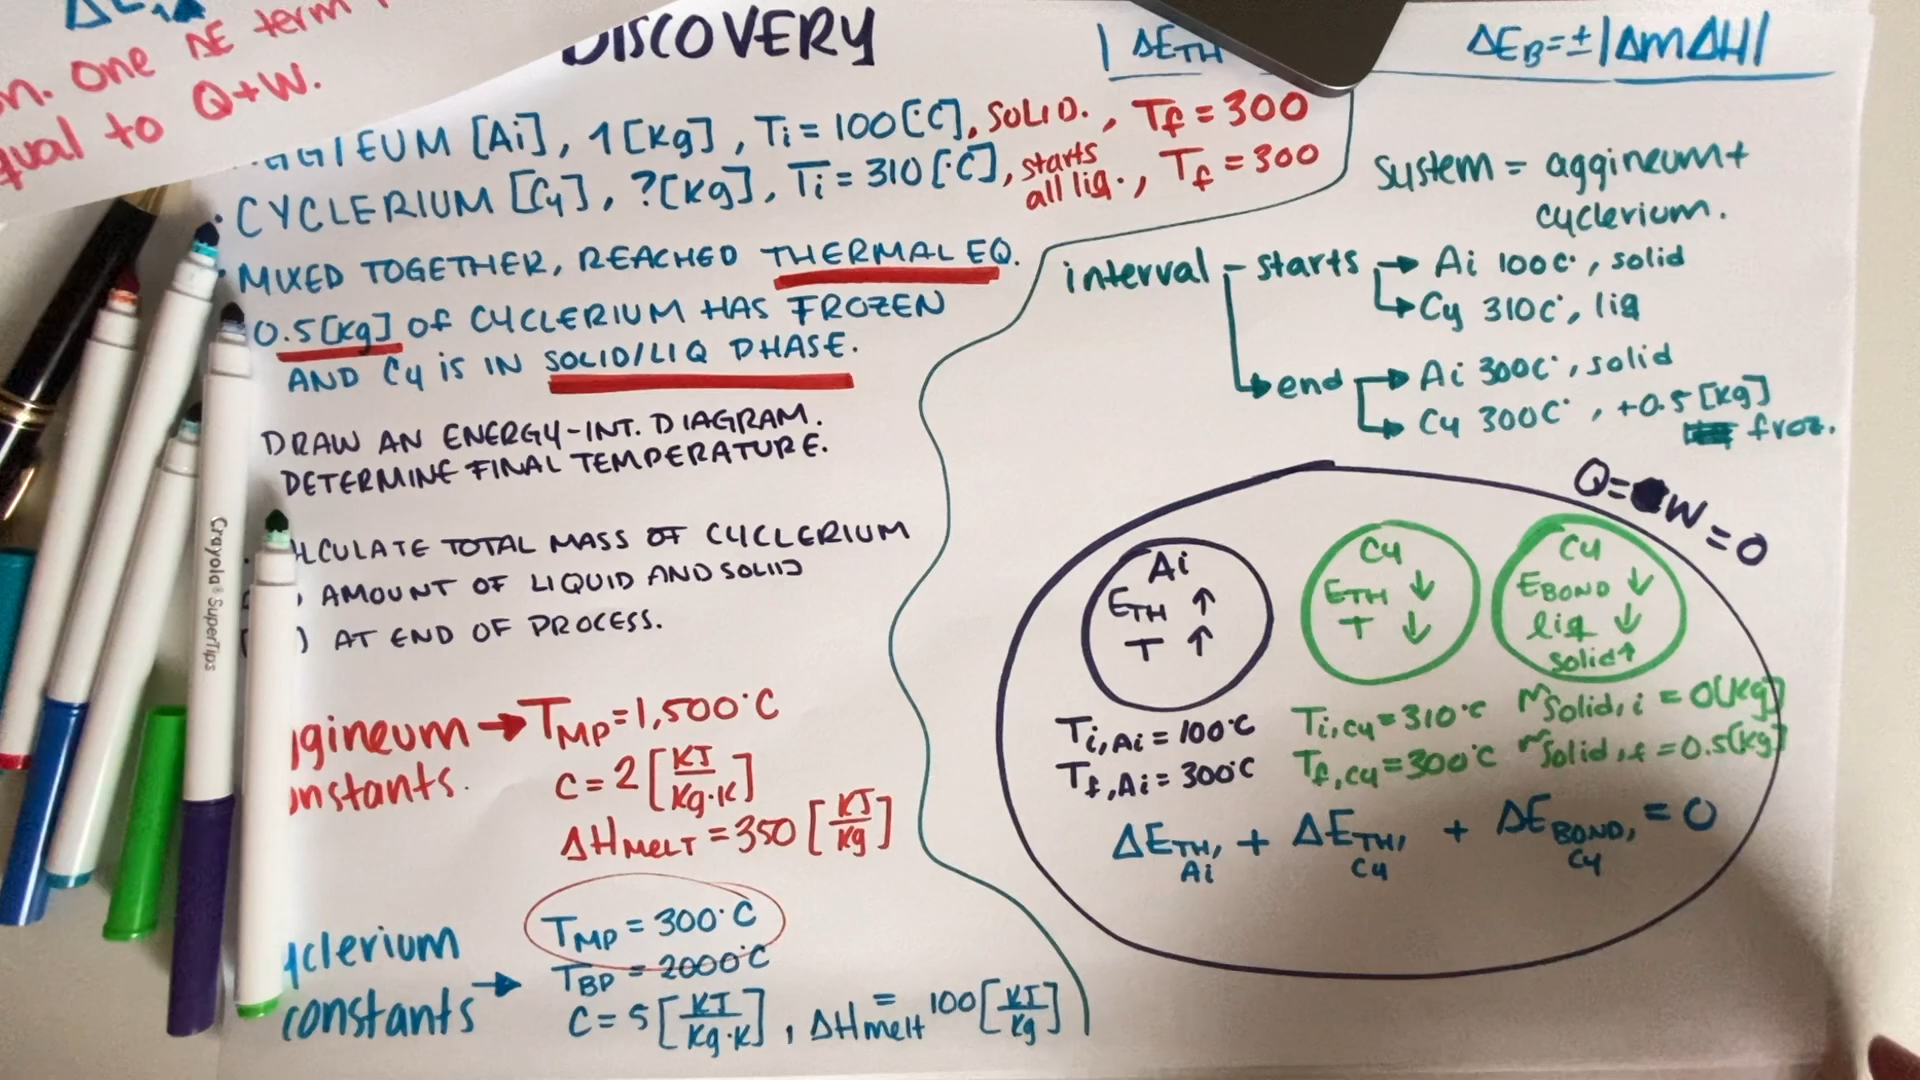 n. one ΔE term
qual to Q+W.
DISCOVERY
| ΔETH
ΔEB=±|ΔmΔH|
GGIEUM [Ai], 1[Kg], Ti = 100[°C], SOLID., Tf = 300
• CYCLERIUM [Cy], ?[Kg], Ti = 310[°C], starts all liq., Tf = 300
• MIXED TOGETHER, REACHED THERMAL EQ.
0.5[Kg] OF CYCLERIUM HAS FROZEN
AND Cy IS IN SOLID/LIQ PHASE.
DRAW AN ENERGY-INT. DIAGRAM.
DETERMINE FINAL TEMPERATURE.
LCULATE TOTAL MASS OF CYCLERIUM
, AMOUNT OF LIQUID AND SOLID
) AT END OF PROCESS.
ggineum → TMP=1,500°C
onstants.
C=2 [KJ/Kg·K]
ΔHMELT=350 [KJ/Kg]
yclerium
constants →
TMP = 300°C
TBP = 2000°C
C=5 [KJ/Kg·K], ΔHmelt = 100 [KJ/Kg]
system = aggineum+
cyclerium.
interval - starts → Ai 100C°, solid
→ Cy 310C°, liq
→ end → Ai 300C°, solid
→ Cy 300C°, +0.5[Kg]
froz.
Q=W=0
Ai
ETH ↑
T ↑
Cy
ETH ↓
T ↓
Cy
EBOND ↓
liq ↓
solid↑
Ti,Ai = 100°C
Tf,Ai = 300°C
Ti,Cy=310°C
Tf,Cy=300°C
msolid,i = 0[Kg]
msolid,f = 0.5[Kg]
ΔETH,Ai + ΔETH,Cy + ΔEBOND,Cy = 0
Crayola SuperTips